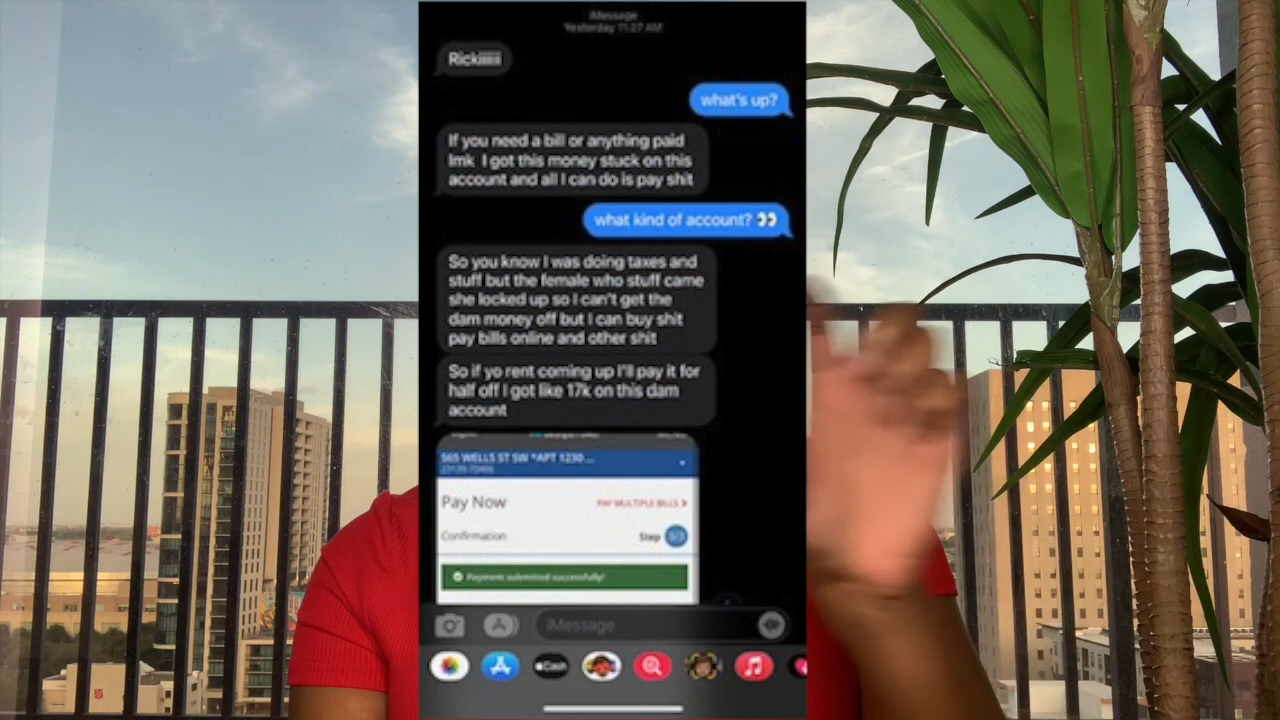 iMessage
Yesterday 11:27 AM
Rickiiiiii
what's up?
If you need a bill or anything paid
lmk I got this money stuck on this
account and all I can do is pay shit
what kind of account? 👀
So you know I was doing taxes and
stuff but the female who stuff came
she locked up so I can't get the
dam money off but I can buy shit
pay bills online and other shit
So if yo rent coming up I'll pay it for
half off I got like 17k on this dam
account
565 WELLS ST SW *APT 1230...
Pay Now
PAY MULTIPLE BILLS
Confirmation
Step
3/3
Payment submitted successfully!
iMessage
Cash